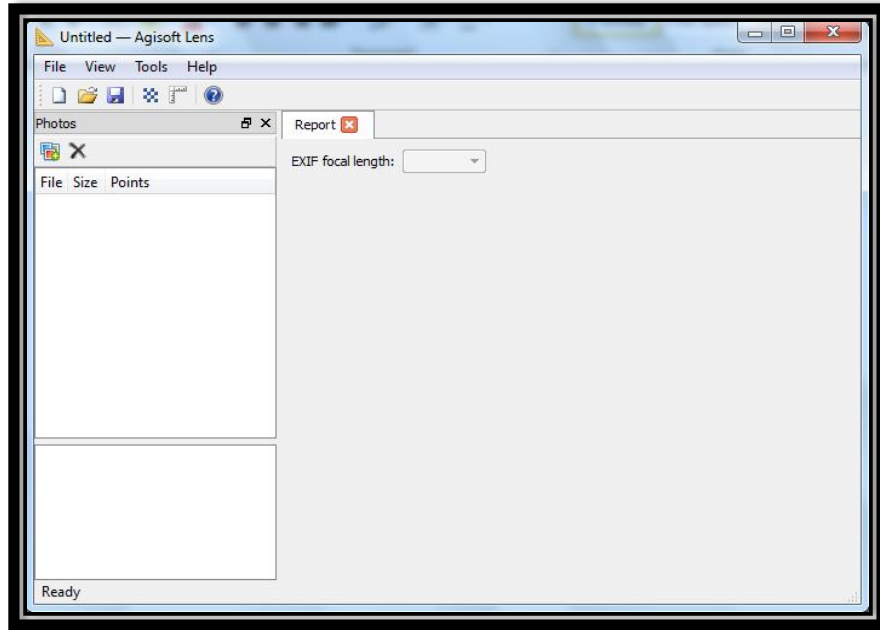 Untitled — Agisoft Lens
File View Tools Help
Photos
Report
EXIF focal length:
File Size Points
Ready